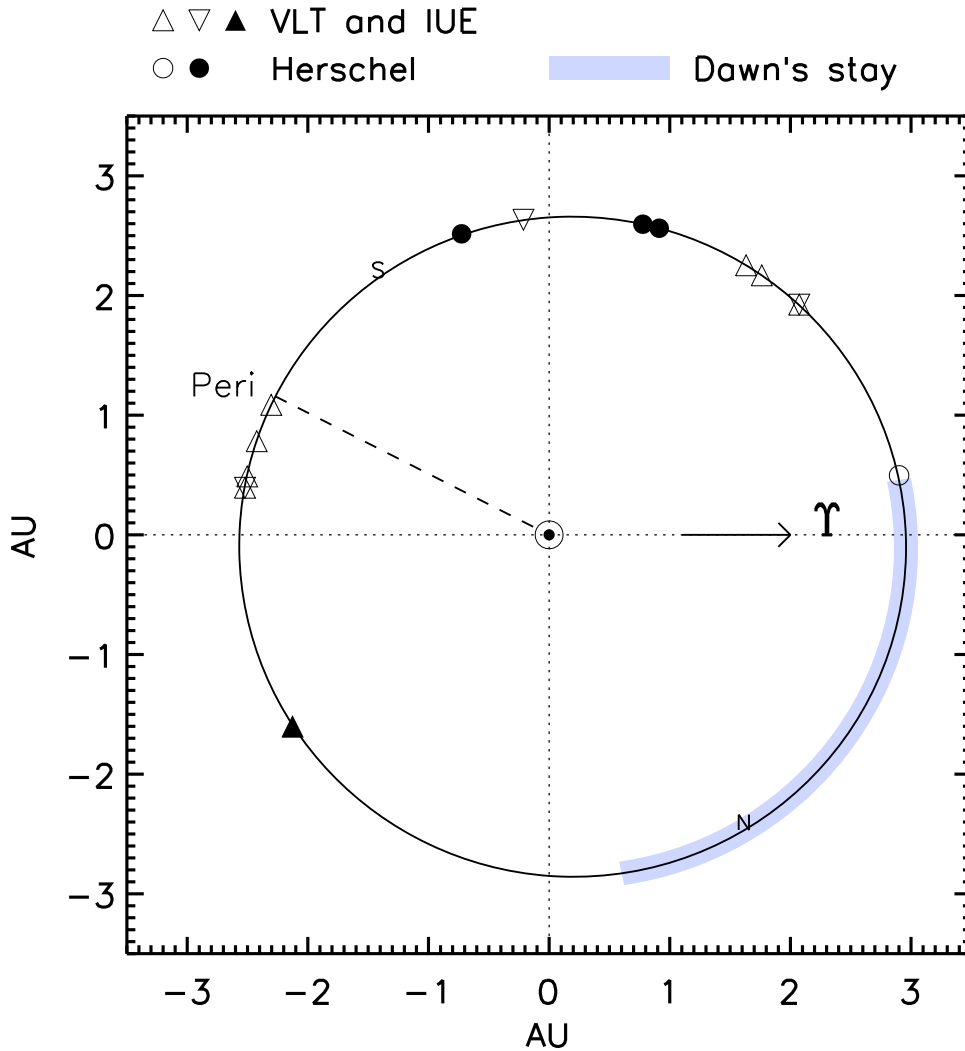 △ ▽ ▲ VLT and IUE
○ ● Herschel
Dawn's stay
3
2
1
0
−1
−2
−3
AU
S
Peri
♈
N
−3 −2 −1 0 1 2 3
AU